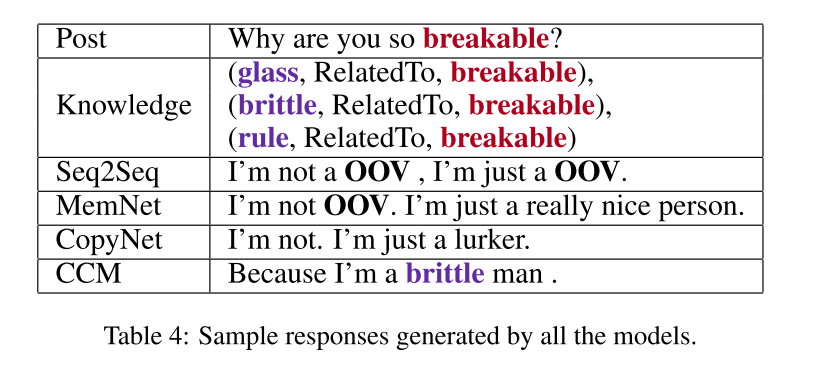 Post Why are you so breakable?
Knowledge (glass, RelatedTo, breakable),
(brittle, RelatedTo, breakable),
(rule, RelatedTo, breakable)
Seq2Seq I'm not a OOV , I'm just a OOV.
MemNet I'm not OOV. I'm just a really nice person.
CopyNet I'm not. I'm just a lurker.
CCM Because I'm a brittle man .
Table 4: Sample responses generated by all the models.